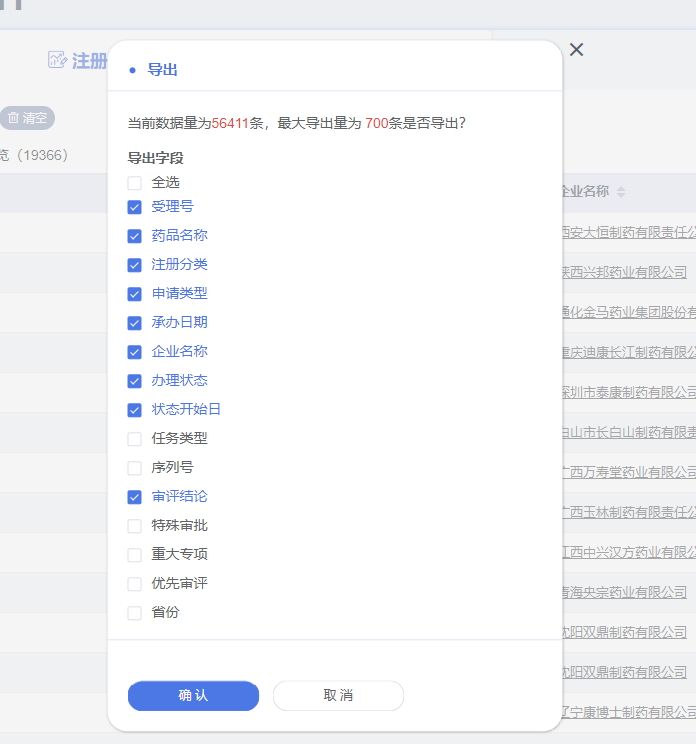 注册
导出
清空
当前数据量为56411条，最大导出量为 700条是否导出？
览（19366）
导出字段
全选
企业名称
受理号
药品名称
西安大恒制药有限责任公
注册分类
陕西兴邦药业有限公司
申请类型
通化金马药业集团股份有
承办日期
企业名称
重庆迪康长江制药有限公
办理状态
深圳市泰康制药有限公司
状态开始日
任务类型
白山市长白山制药有限责
序列号
广西万寿堂药业有限公司
审评结论
广西玉林制药有限责任公
特殊审批
重大专项
江西中兴汉方药业有限公
优先审评
青海央宗药业有限公司
省份
沈阳双鼎制药有限公司
沈阳双鼎制药有限公司
确认
取消
辽宁康博士制药有限公司